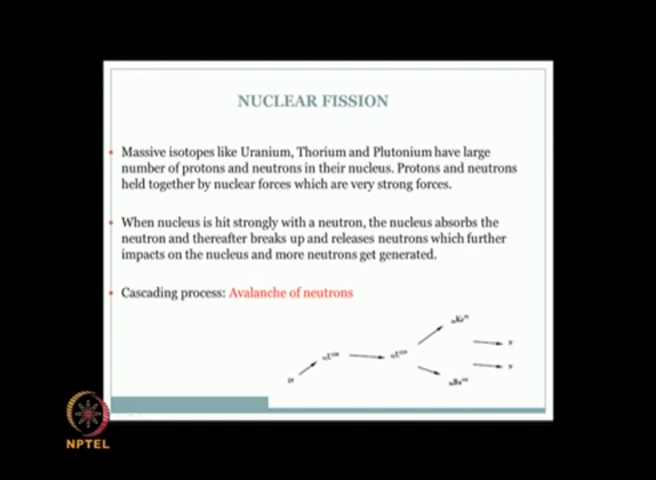 NUCLEAR FISSION
• Massive isotopes like Uranium, Thorium and Plutonium have large
number of protons and neutrons in their nucleus. Protons and neutrons
held together by nuclear forces which are very strong forces.
• When nucleus is hit strongly with a neutron, the nucleus absorbs the
neutron and thereafter breaks up and releases neutrons which further
impacts on the nucleus and more neutrons get generated.
• Cascading process: Avalanche of neutrons
NPTEL